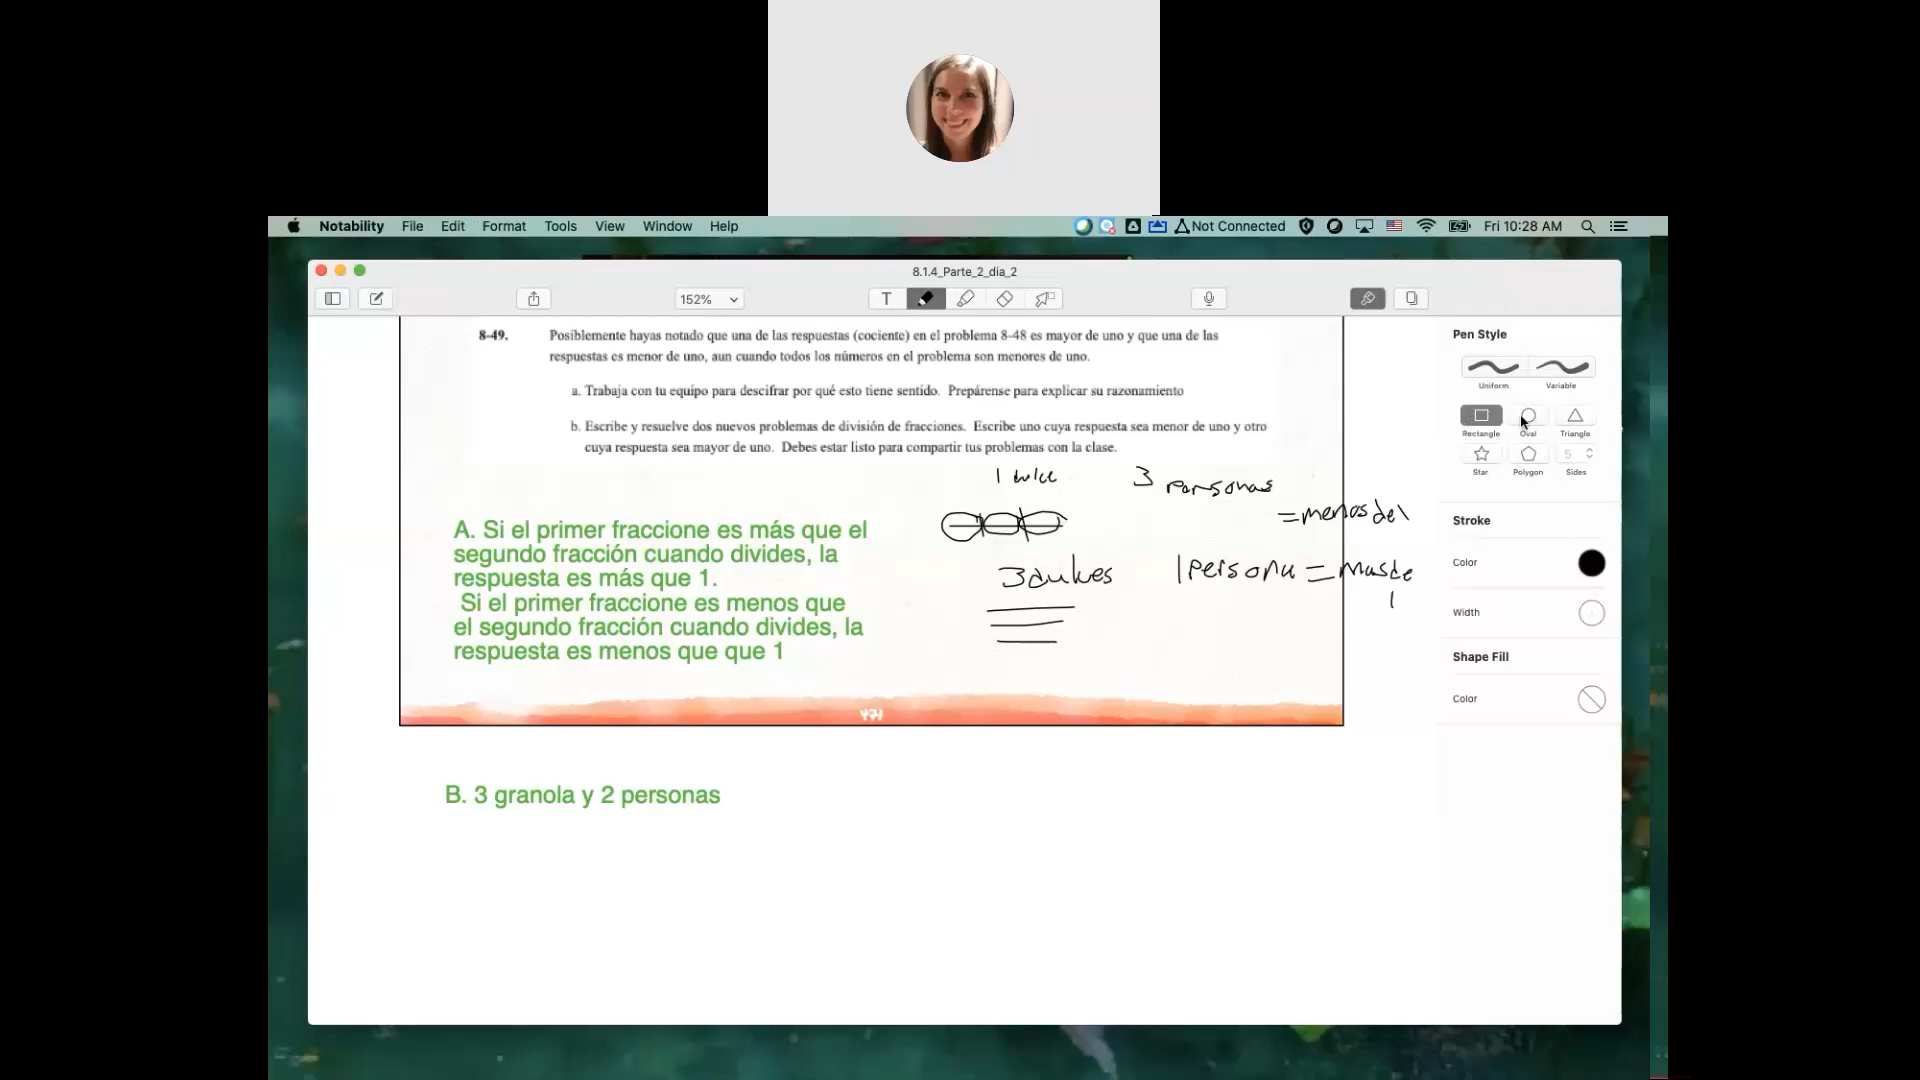 Notability File Edit Format Tools View Window Help Not Connected Fri 10:28 AM
8.1.4_Parte_2_dia_2
152% T
8-49. Posiblemente hayas notado que una de las respuestas (cociente) en el problema 8-48 es mayor de uno y que una de las
respuestas es menor de uno, aun cuando todos los números en el problema son menores de uno.
a. Trabaja con tu equipo para descifrar por qué esto tiene sentido. Prepárense para explicar su razonamiento
b. Escribe y resuelve dos nuevos problemas de división de fracciones. Escribe uno cuya respuesta sea menor de uno y otro
cuya respuesta sea mayor de uno. Debes estar listo para compartir tus problemas con la clase.
1 dulce 3 Personas
=menos de 1
3 dulces 1 persona = mas de
1
A. Si el primer fraccione es más que el
segundo fracción cuando divides, la
respuesta es más que 1.
Si el primer fraccione es menos que
el segundo fracción cuando divides, la
respuesta es menos que que 1
471
B. 3 granola y 2 personas
Pen Style
Uniform Variable
Rectangle Oval Triangle
5
Star Polygon Sides
Stroke
Color
Width
Shape Fill
Color